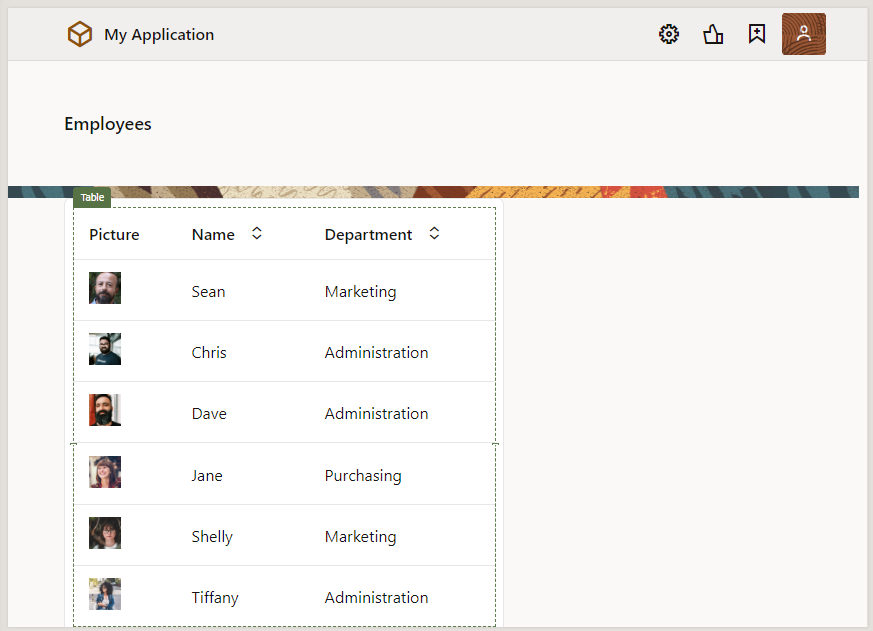 My Application
Employees
Table
Picture Name Department
Sean Marketing
Chris Administration
Dave Administration
Jane Purchasing
Shelly Marketing
Tiffany Administration